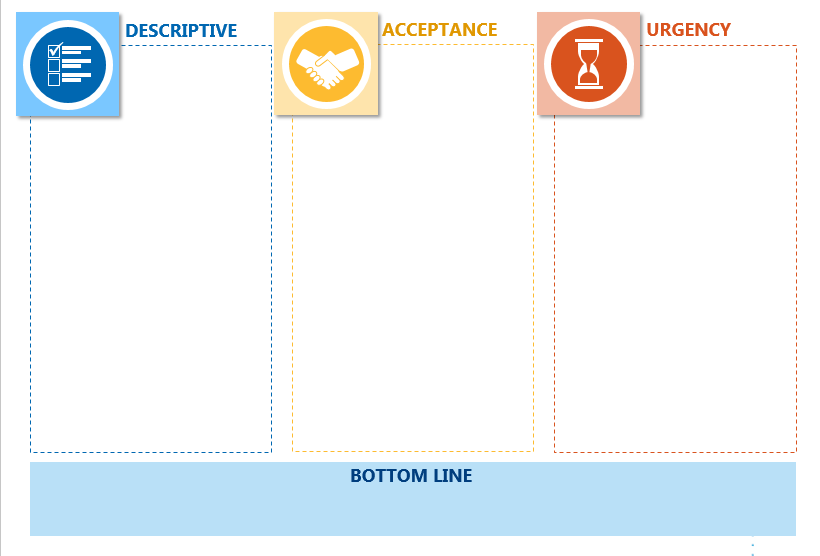 DESCRIPTIVE
ACCEPTANCE
URGENCY
BOTTOM LINE